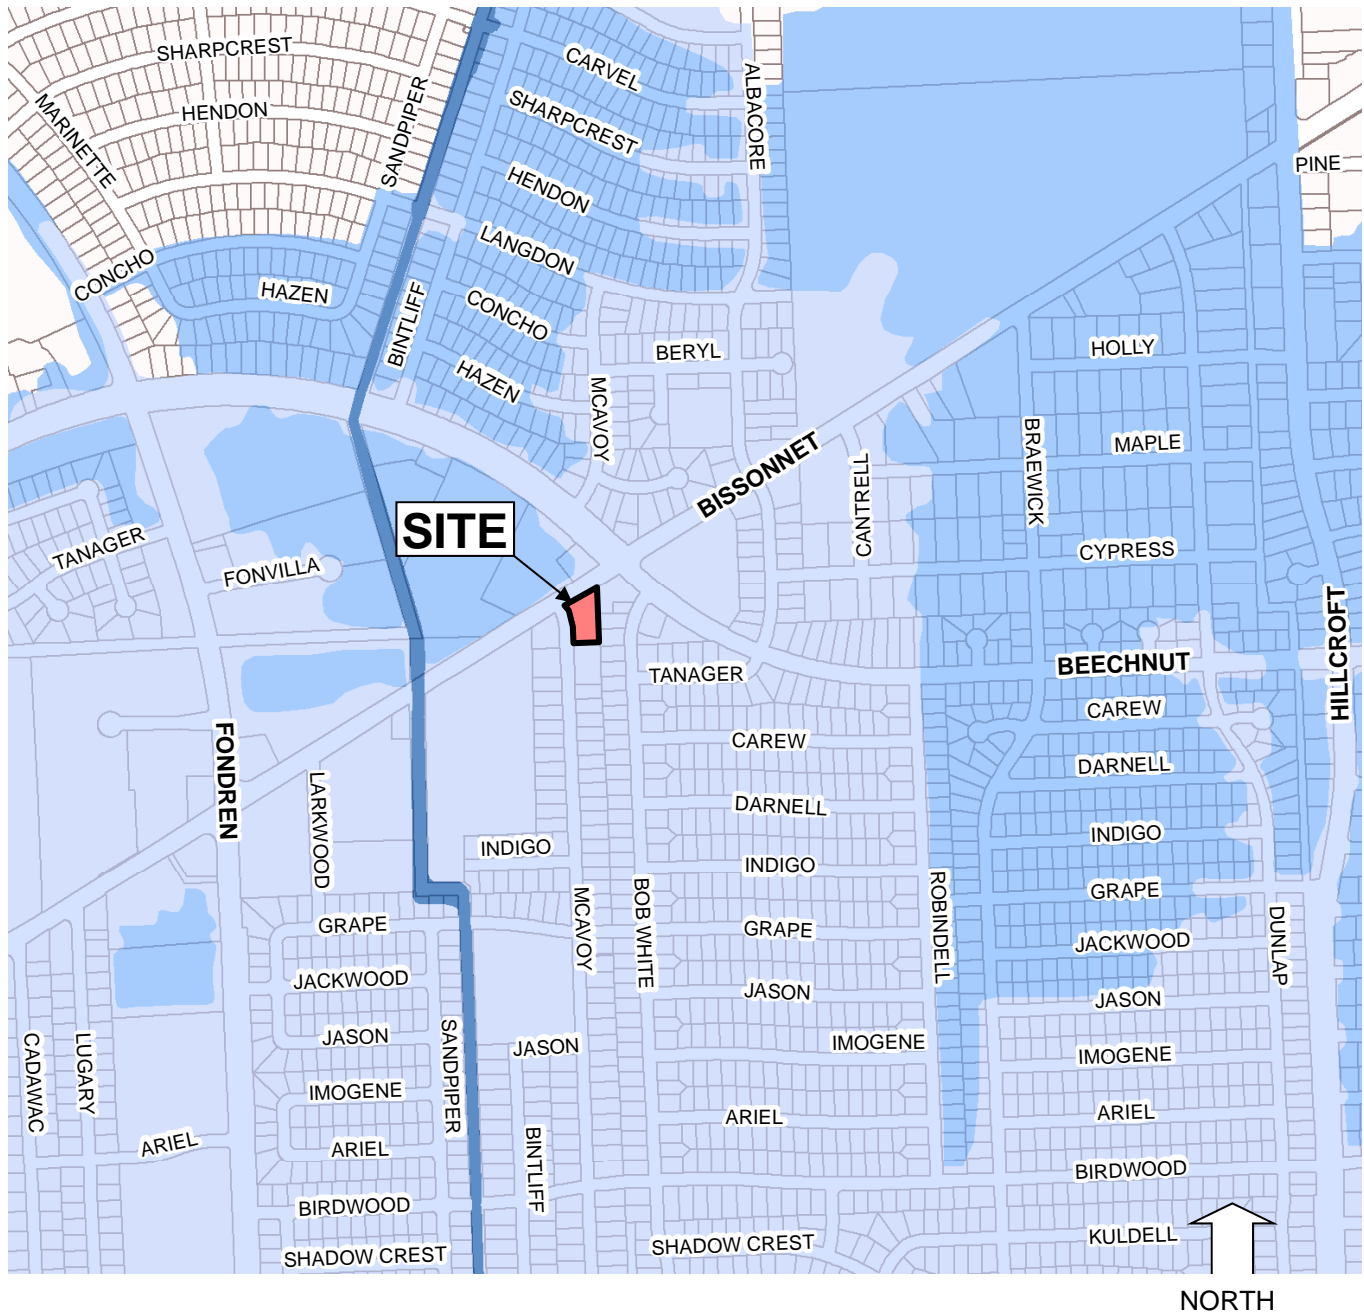 SHARPCREST
CARVEL
ALBACORE
MARINETTE
HENDON
SANDPIPER
SHARPCREST
PINE
HENDON
LANGDON
CONCHO
HAZEN
BINTLIFF
CONCHO
HOLLY
BERYL
HAZEN
MCAVOY
BRAEWICK
MAPLE
BISSONNET
CANTRELL
SITE
TANAGER
FONVILLA
CYPRESS
HILLCROFT
BEECHNUT
TANAGER
CAREW
FONDREN
CAREW
DARNELL
LARKWOOD
DARNELL
INDIGO
INDIGO
INDIGO
GRAPE
ROBINDELL
MCAVOY
BOB WHITE
GRAPE
GRAPE
DUNLAP
JACKWOOD
JACKWOOD
JASON
JASON
CADAWAC
LUGARY
JASON
SANDPIPER
JASON
IMOGENE
IMOGENE
IMOGENE
ARIEL
ARIEL
ARIEL
ARIEL
BINTLIFF
BIRDWOOD
BIRDWOOD
SHADOW CREST
SHADOW CREST
KULDELL
NORTH